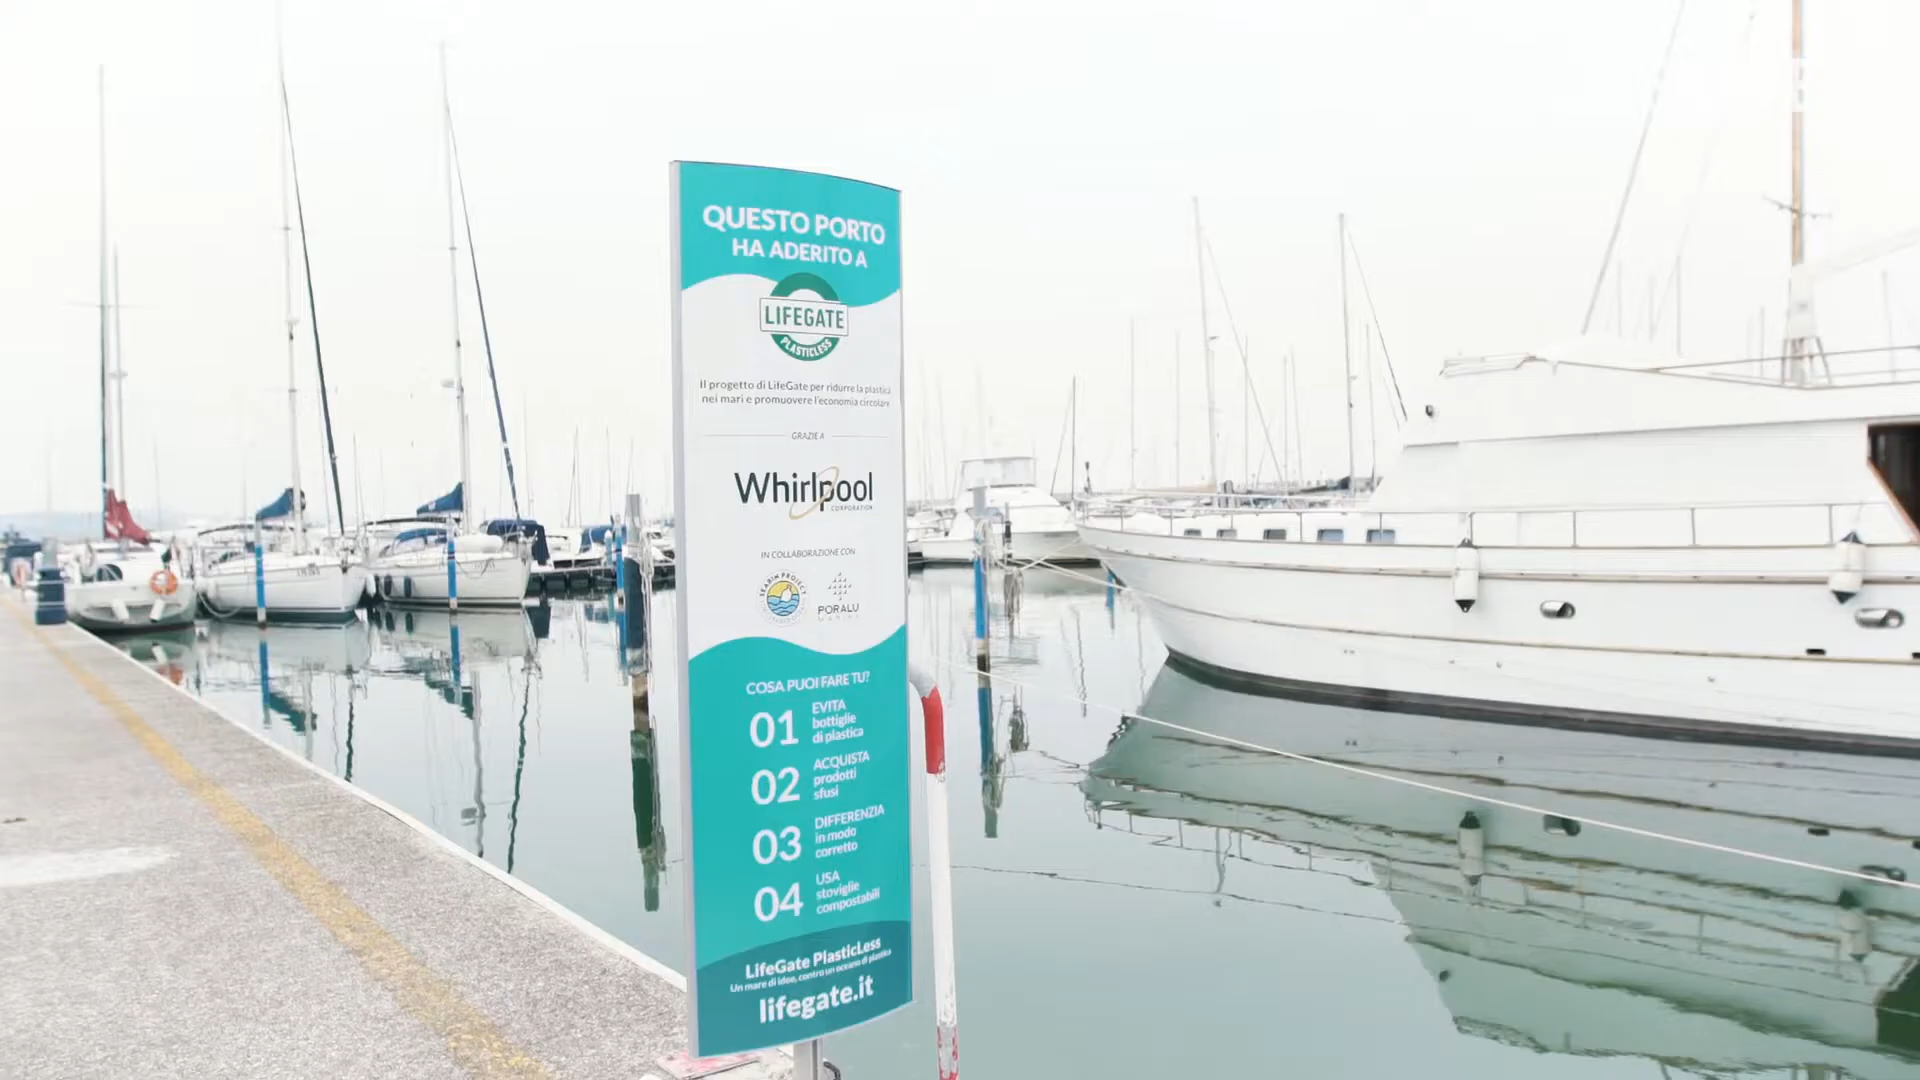 QUESTO PORTO
HA ADERITO A
LIFEGATE
PLASTICLESS
Il progetto di LifeGate per ridurre la plastica
nei mari e promuovere l'economia circolare
GRAZIE A
Whirlpool
CORPORATION
IN COLLABORAZIONE CON
SEABIN PROJECT
PORALU
MARINE
COSA PUOI FARE TU?
01 EVITA
bottiglie
di plastica
02 ACQUISTA
prodotti
sfusi
03 DIFFERENZIA
in modo
corretto
04 USA
stoviglie
compostabili
LifeGate PlasticLess
Un mare di idee, contro un oceano di plastica
lifegate.it